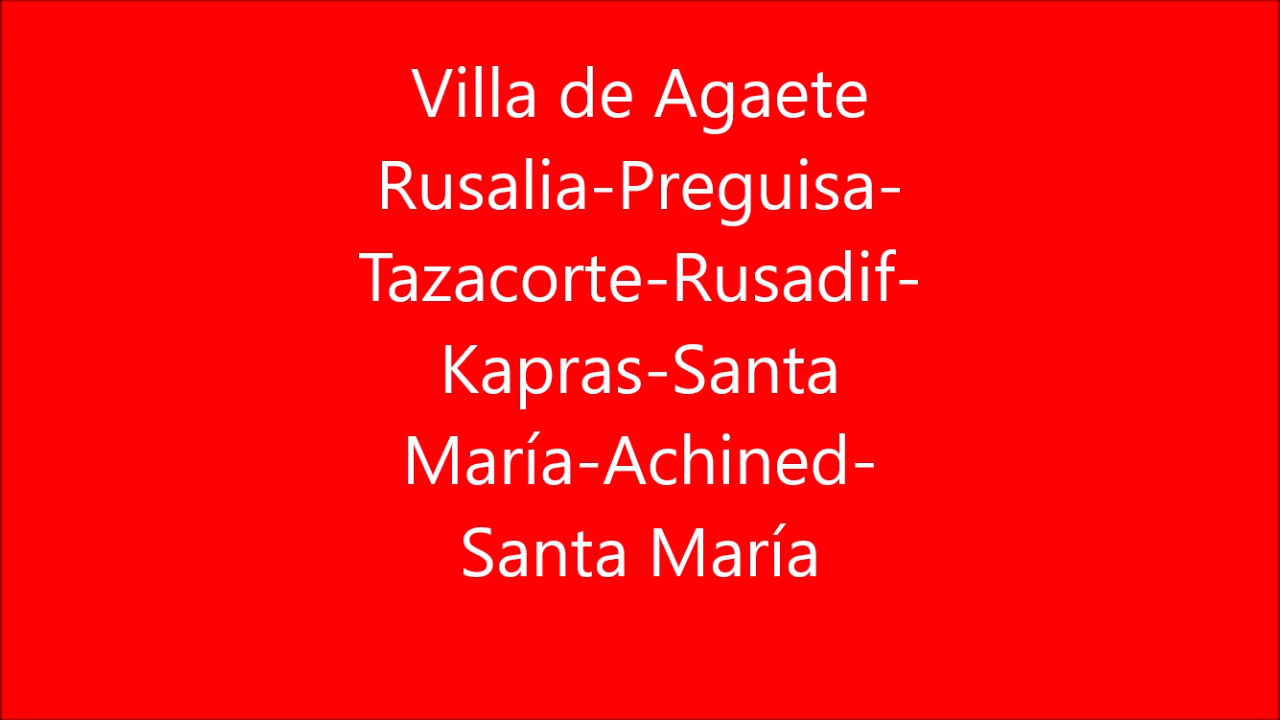 Villa de Agaete
Rusalia-Preguisa-
Tazacorte-Rusadif-
Kapras-Santa
María-Achined-
Santa María